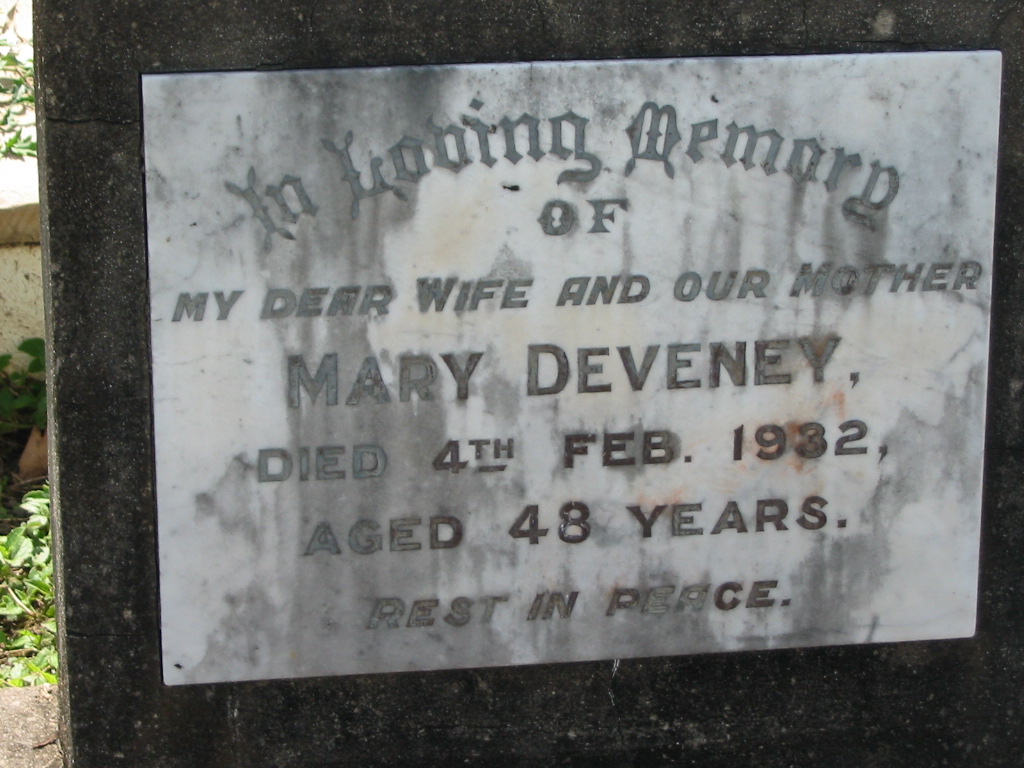 In Loving Memory
OF
MY DEAR WIFE AND OUR MOTHER
MARY DEVENEY,
DIED 4TH FEB. 1932,
AGED 48 YEARS.
REST IN PEACE.